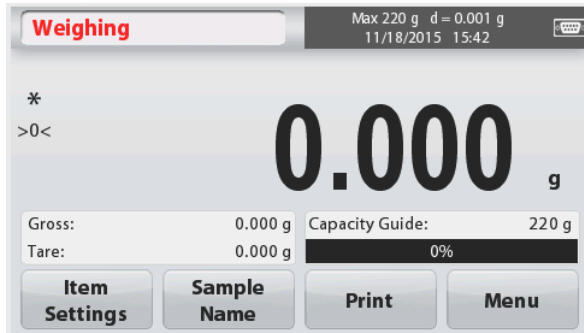 Weighing
Max 220 g d = 0.001 g
11/18/2015 15:42
*
>0<
0.000 g
Gross: 0.000 g
Tare: 0.000 g
Capacity Guide: 220 g
0%
Item Settings
Sample Name
Print
Menu